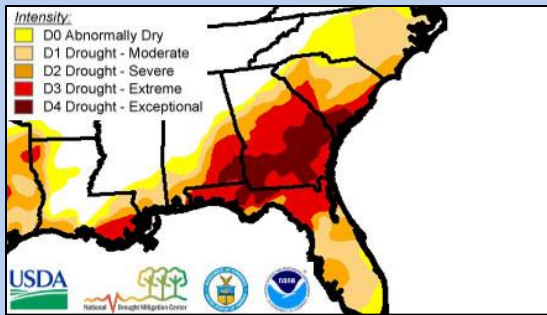 Intensity:
D0 Abnormally Dry
D1 Drought - Moderate
D2 Drought - Severe
D3 Drought - Extreme
D4 Drought - Exceptional
USDA
National Drought Mitigation Center
noaa